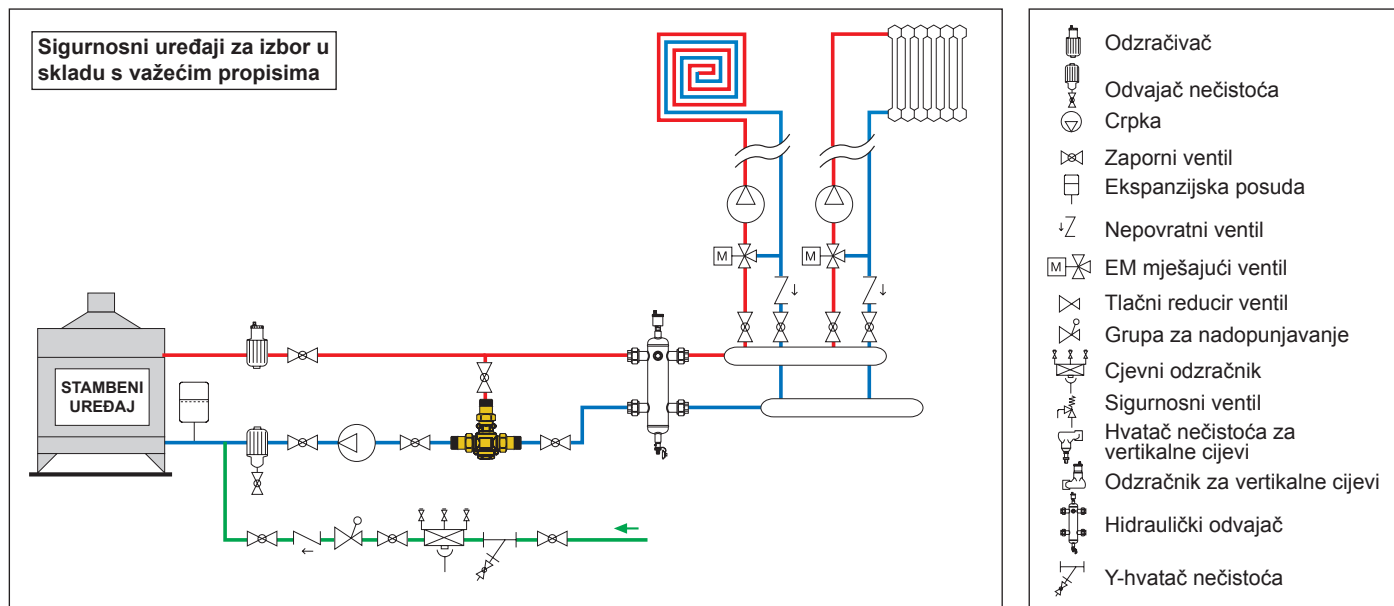 Sigurnosni uređaji za izbor u
skladu s važećim propisima
M
M
STAMBENI
UREĐAJ
Odzračivač
Odvajač nečistoća
Crpka
Zaporni ventil
Ekspanzijska posuda
Nepovratni ventil
M
EM mješajući ventil
Tlačni reducir ventil
Grupa za nadopunjavanje
Cjevni odzračnik
Sigurnosni ventil
Hvatač nečistoća za
vertikalne cijevi
Odzračnik za vertikalne cijevi
Hidraulički odvajač
Y-hvatač nečistoća